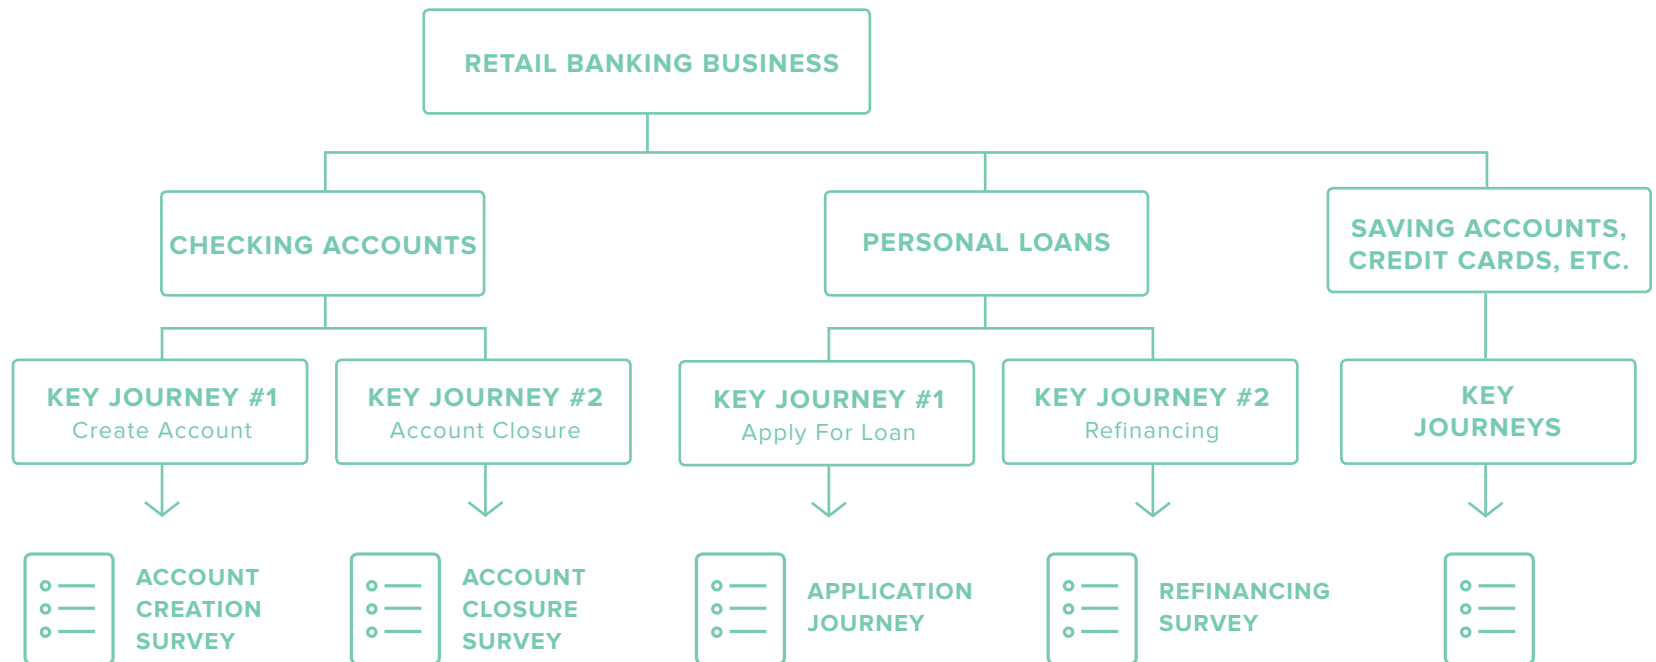 RETAIL BANKING BUSINESS
CHECKING ACCOUNTS
PERSONAL LOANS
SAVING ACCOUNTS,
CREDIT CARDS, ETC.
KEY JOURNEY #1
Create Account
KEY JOURNEY #2
Account Closure
KEY JOURNEY #1
Apply For Loan
KEY JOURNEY #2
Refinancing
KEY
JOURNEYS
ACCOUNT
CREATION
SURVEY
ACCOUNT
CLOSURE
SURVEY
APPLICATION
JOURNEY
REFINANCING
SURVEY